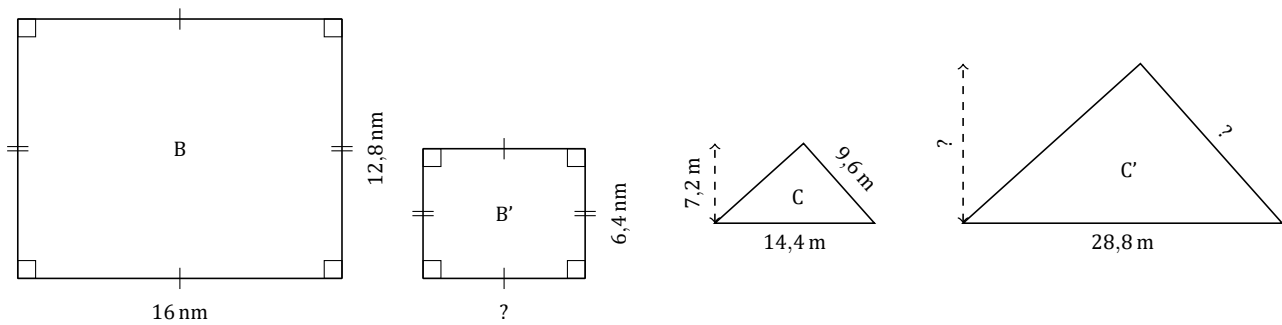 B
12,8 nm
16 nm
B’
6,4 nm
?
7,2 m
9,6 m
C
14,4 m
?
?
C’
28,8 m